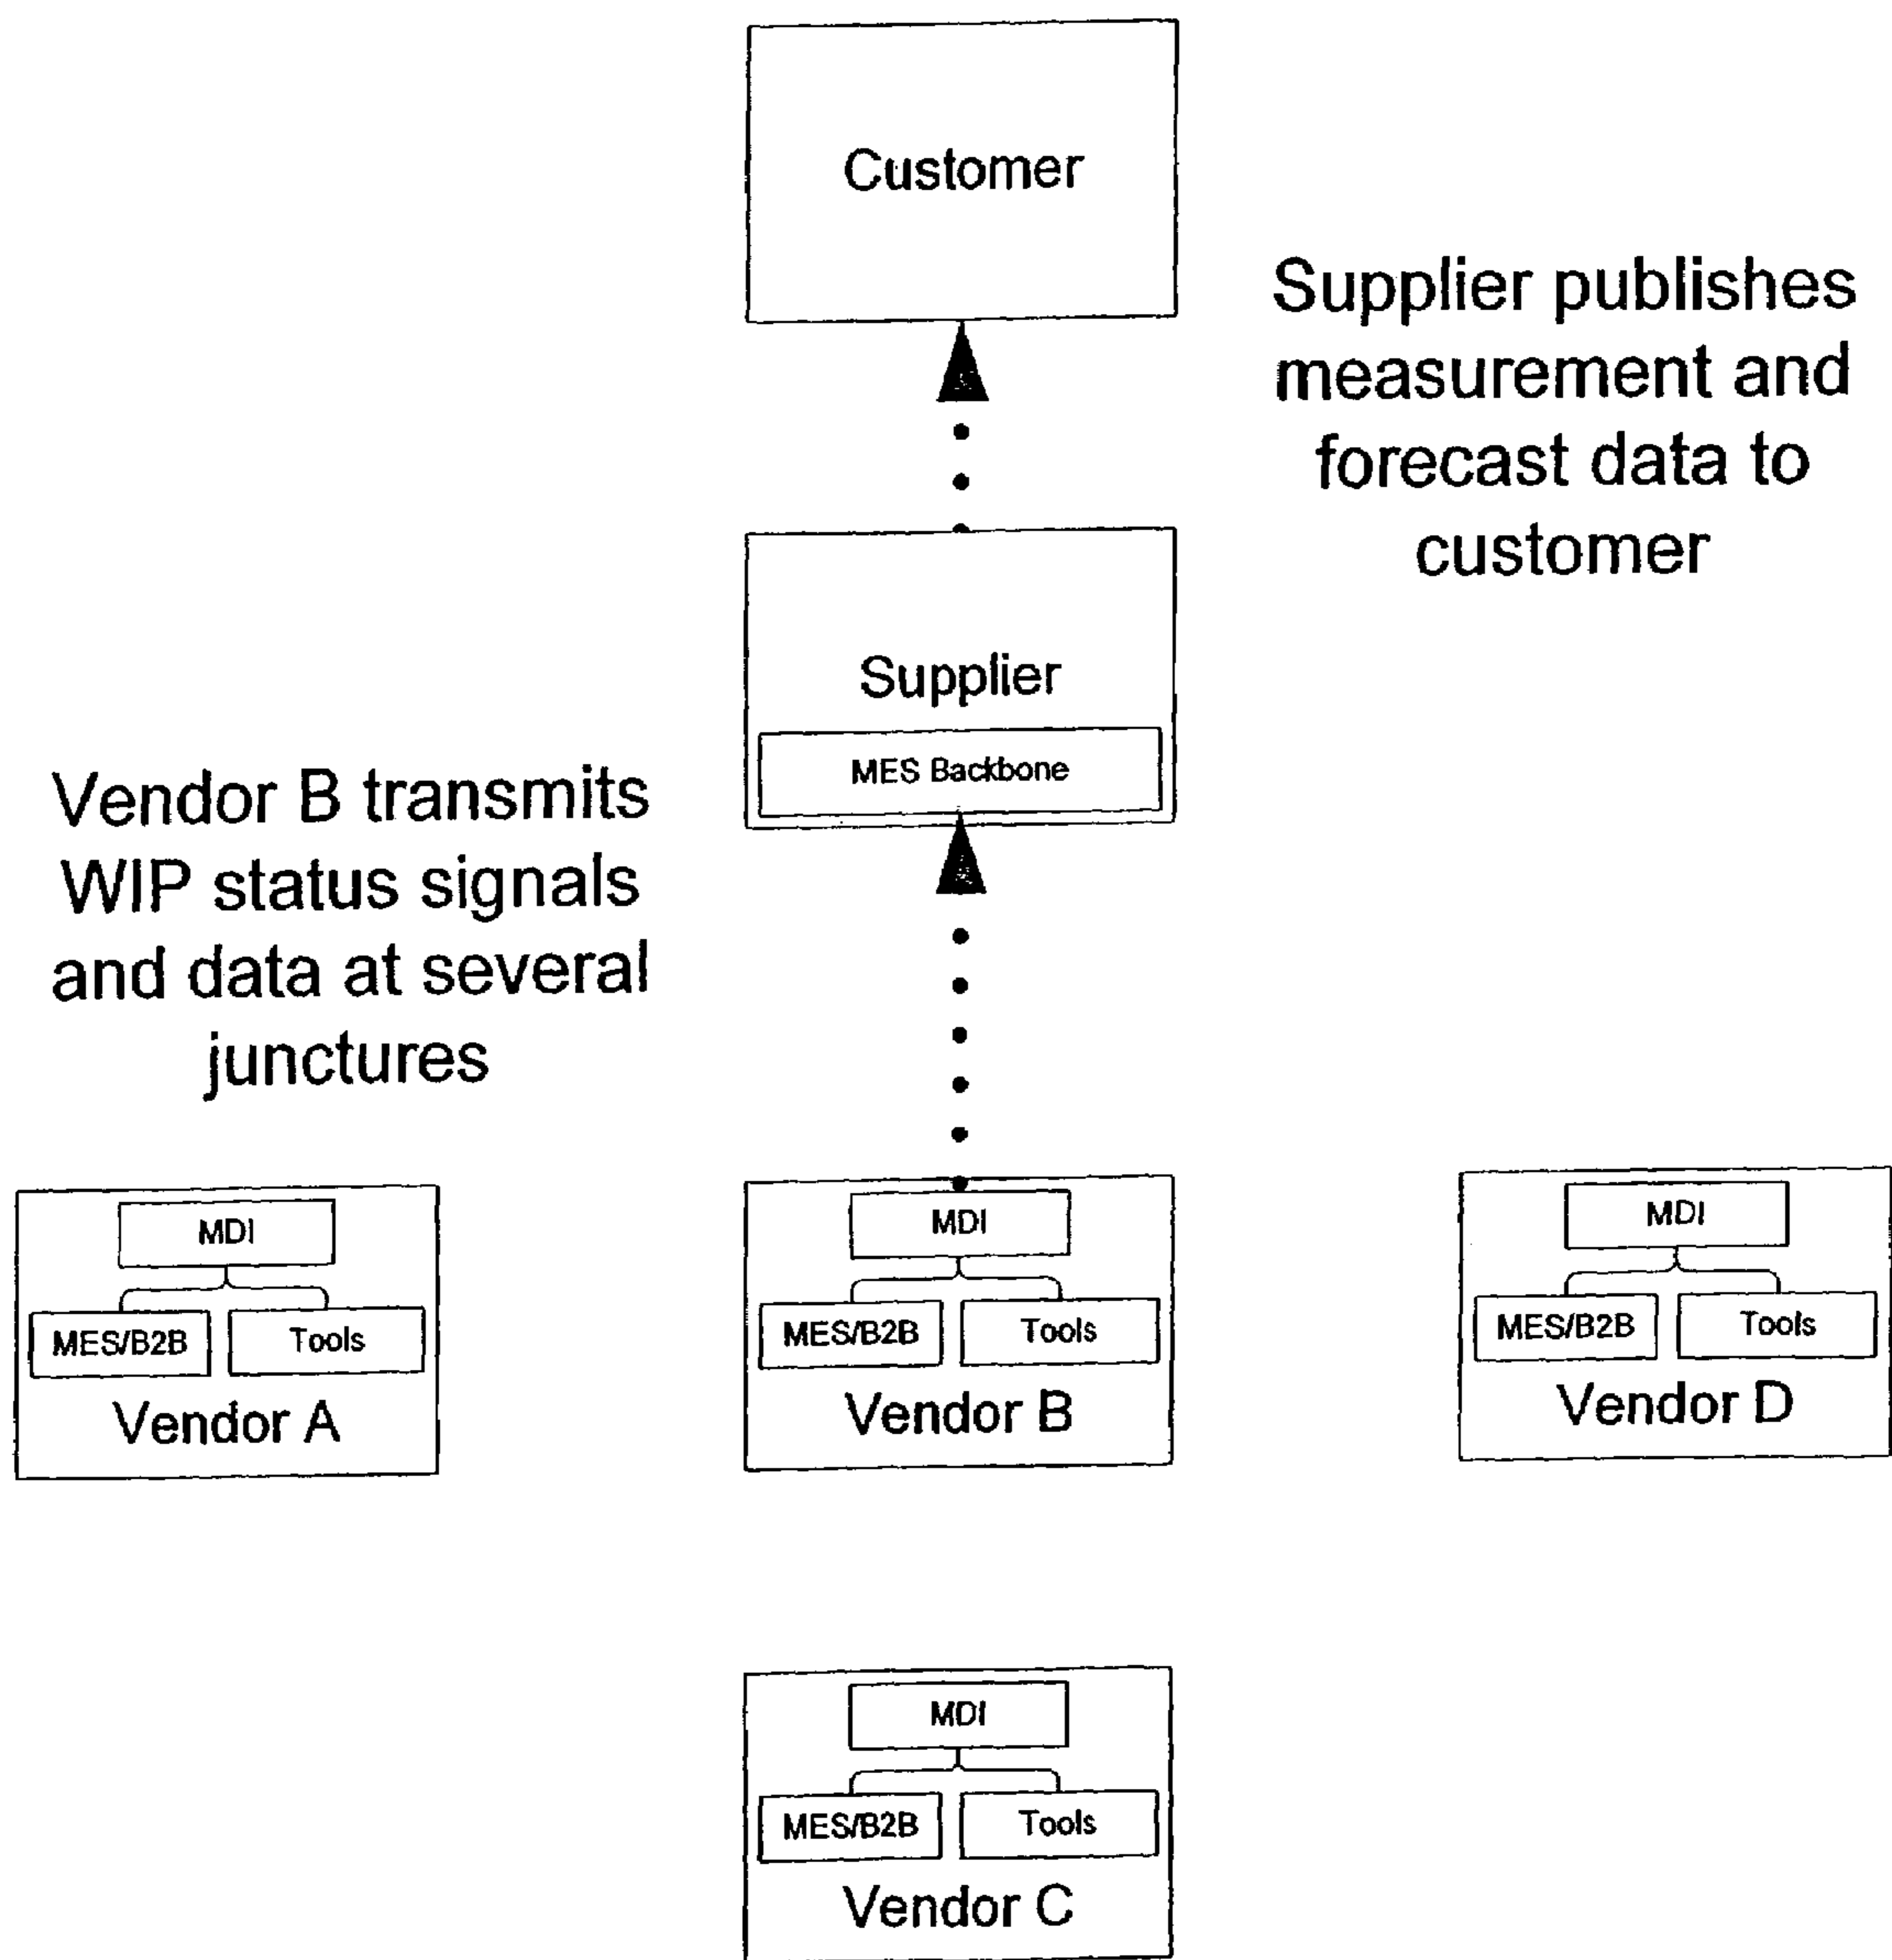 Customer
Supplier publishes
measurement and
forecast data to
customer
Supplier
MES Backbone
Vendor B transmits
WIP status signals
and data at several
junctures
MDI
MES/B2B
Tools
Vendor A
MDI
MES/B2B
Tools
Vendor B
MDI
MES/B2B
Tools
Vendor D
MDI
MES/B2B
Tools
Vendor C